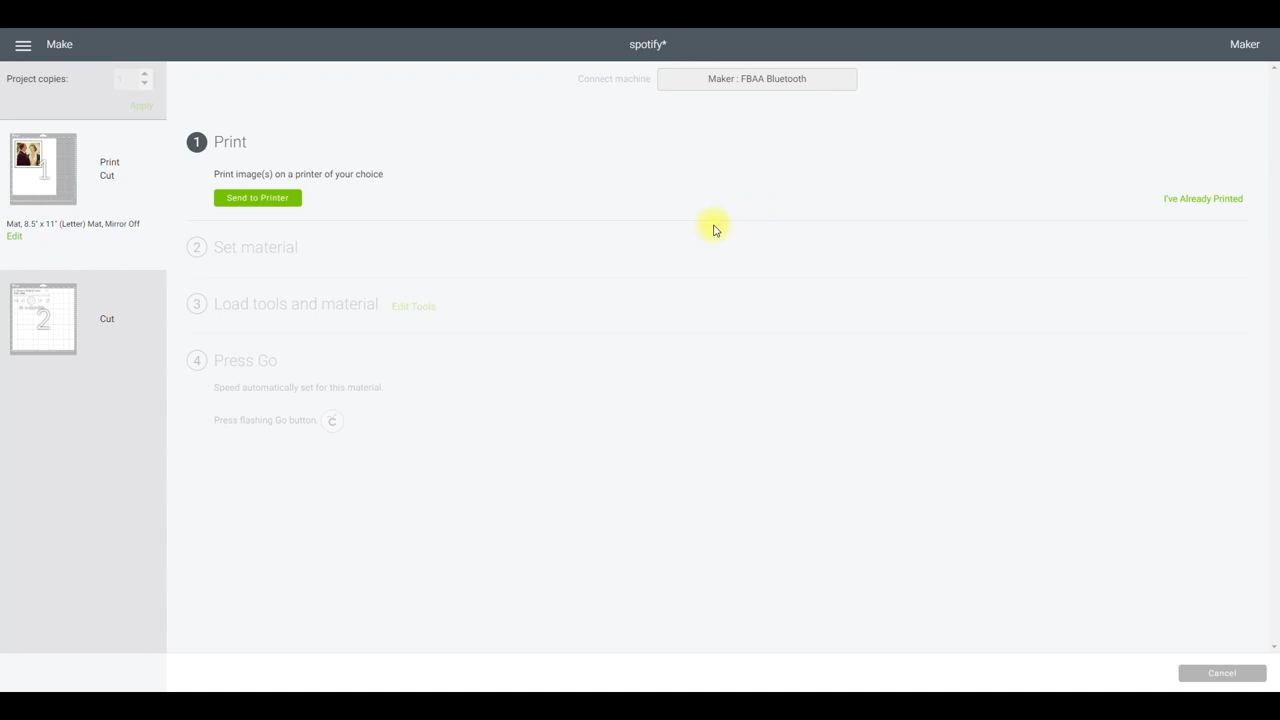 Make
spotify*
Maker
Project copies:
1
Apply
Connect machine
Maker : FBAA Bluetooth
Print
Cut
Mat, 8.5" x 11" (Letter) Mat, Mirror Off
Edit
Cut
1 Print
Print image(s) on a printer of your choice
Send to Printer
I've Already Printed
2 Set material
3 Load tools and material Edit Tools
4 Press Go
Speed automatically set for this material.
Press flashing Go button.
1
2
Cancel